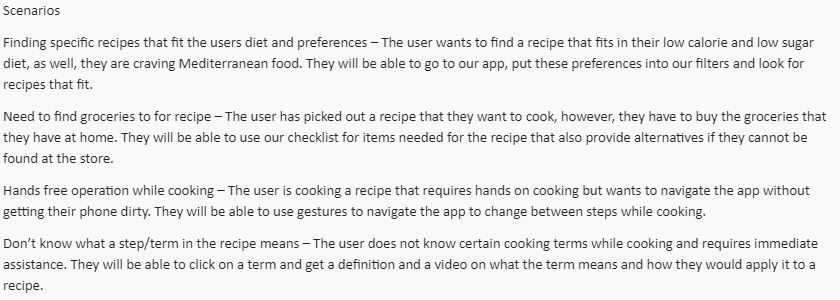 Scenarios
Finding specific recipes that fit the users diet and preferences – The user wants to find a recipe that fits in their low calorie and low sugar
diet, as well, they are craving Mediterranean food. They will be able to go to our app, put these preferences into our filters and look for
recipes that fit.
Need to find groceries to for recipe – The user has picked out a recipe that they want to cook, however, they have to buy the groceries that
they have at home. They will be able to use our checklist for items needed for the recipe that also provide alternatives if they cannot be
found at the store.
Hands free operation while cooking – The user is cooking a recipe that requires hands on cooking but wants to navigate the app without
getting their phone dirty. They will be able to use gestures to navigate the app to change between steps while cooking.
Don't know what a step/term in the recipe means – The user does not know certain cooking terms while cooking and requires immediate
assistance. They will be able to click on a term and get a definition and a video on what the term means and how they would apply it to a
recipe.